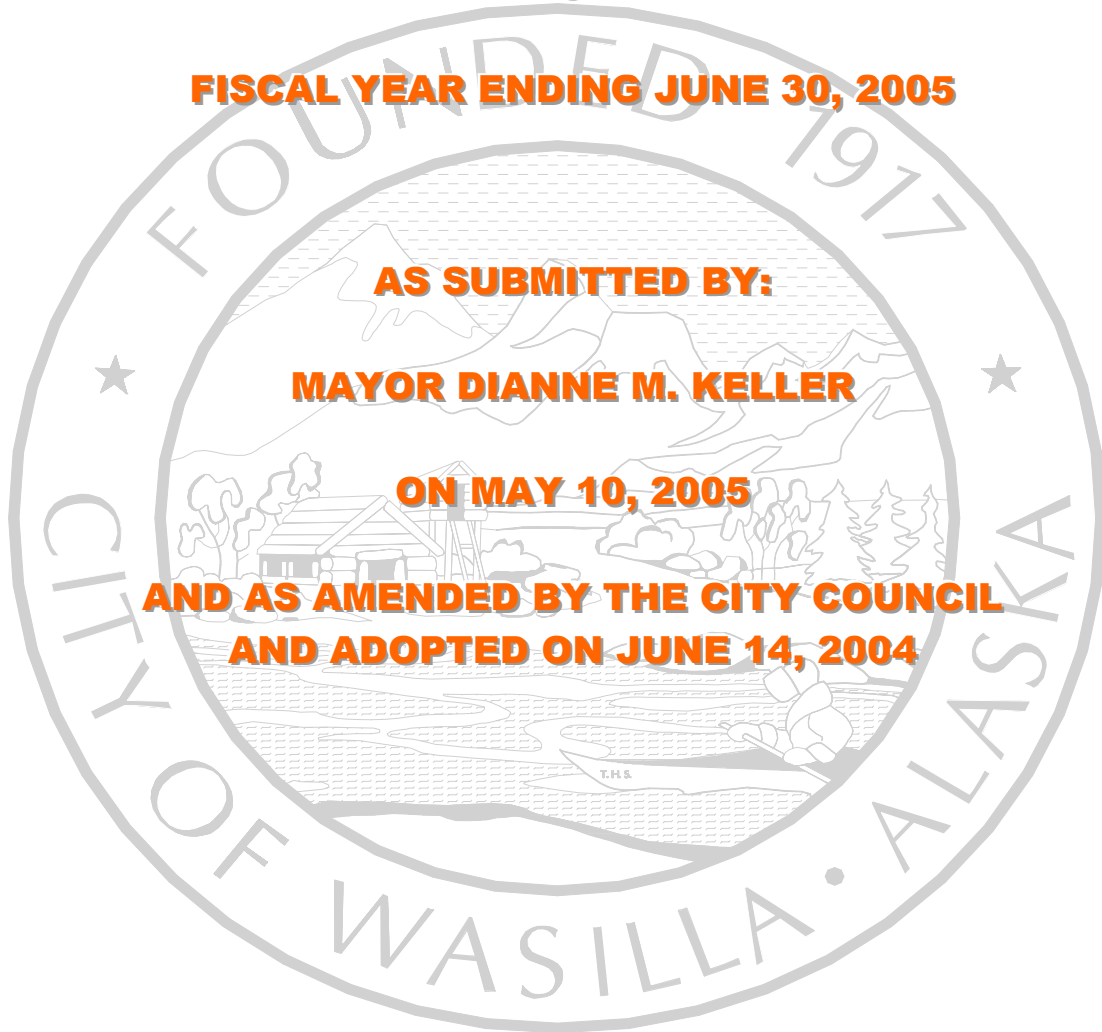 FOUNDED 1917
FISCAL YEAR ENDING JUNE 30, 2005
AS SUBMITTED BY:
MAYOR DIANNE M. KELLER
ON MAY 10, 2005
AND AS AMENDED BY THE CITY COUNCIL
AND ADOPTED ON JUNE 14, 2004
T.H.S.
CITY OF WASILLA • ALASKA